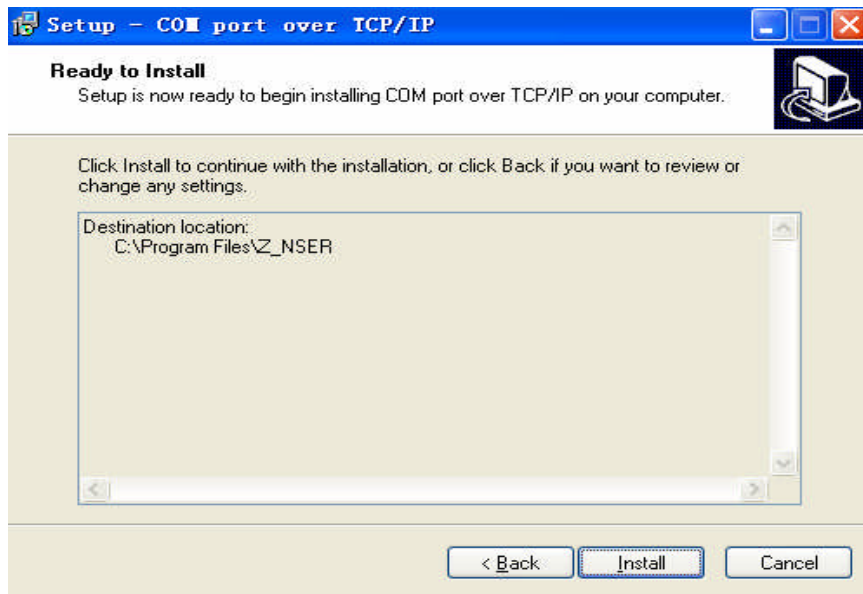 Setup - COM port over TCP/IP
Ready to Install
Setup is now ready to begin installing COM port over TCP/IP on your computer.
Click Install to continue with the installation, or click Back if you want to review or
change any settings.
Destination location:
C:\Program Files\Z_NSER
< Back
Install
Cancel